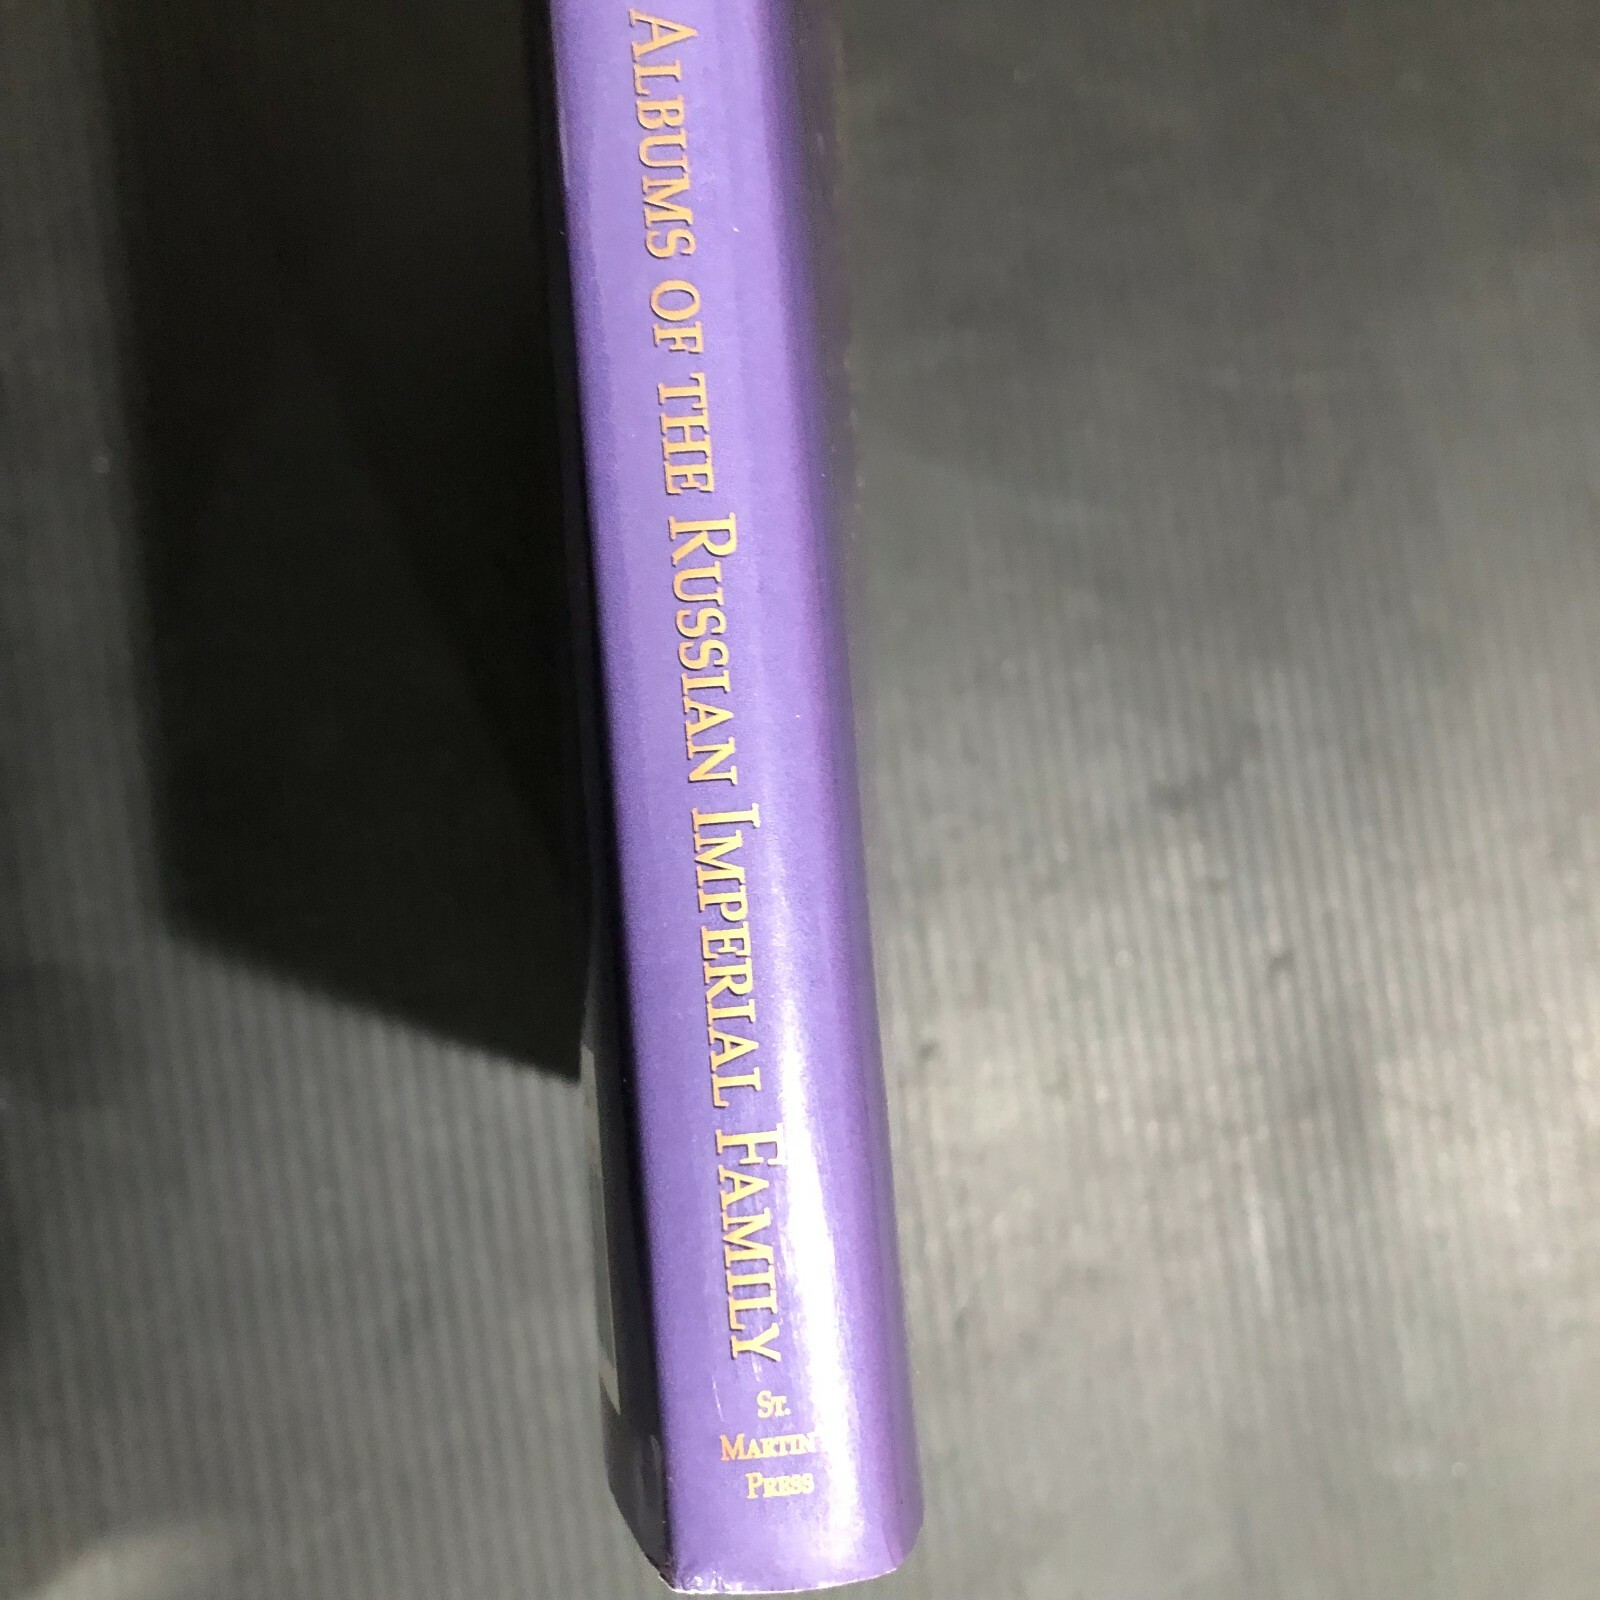 ALBUMS OF THE RUSSIAN IMPERIAL FAMILY
ST.
MARTIN'
PRESS